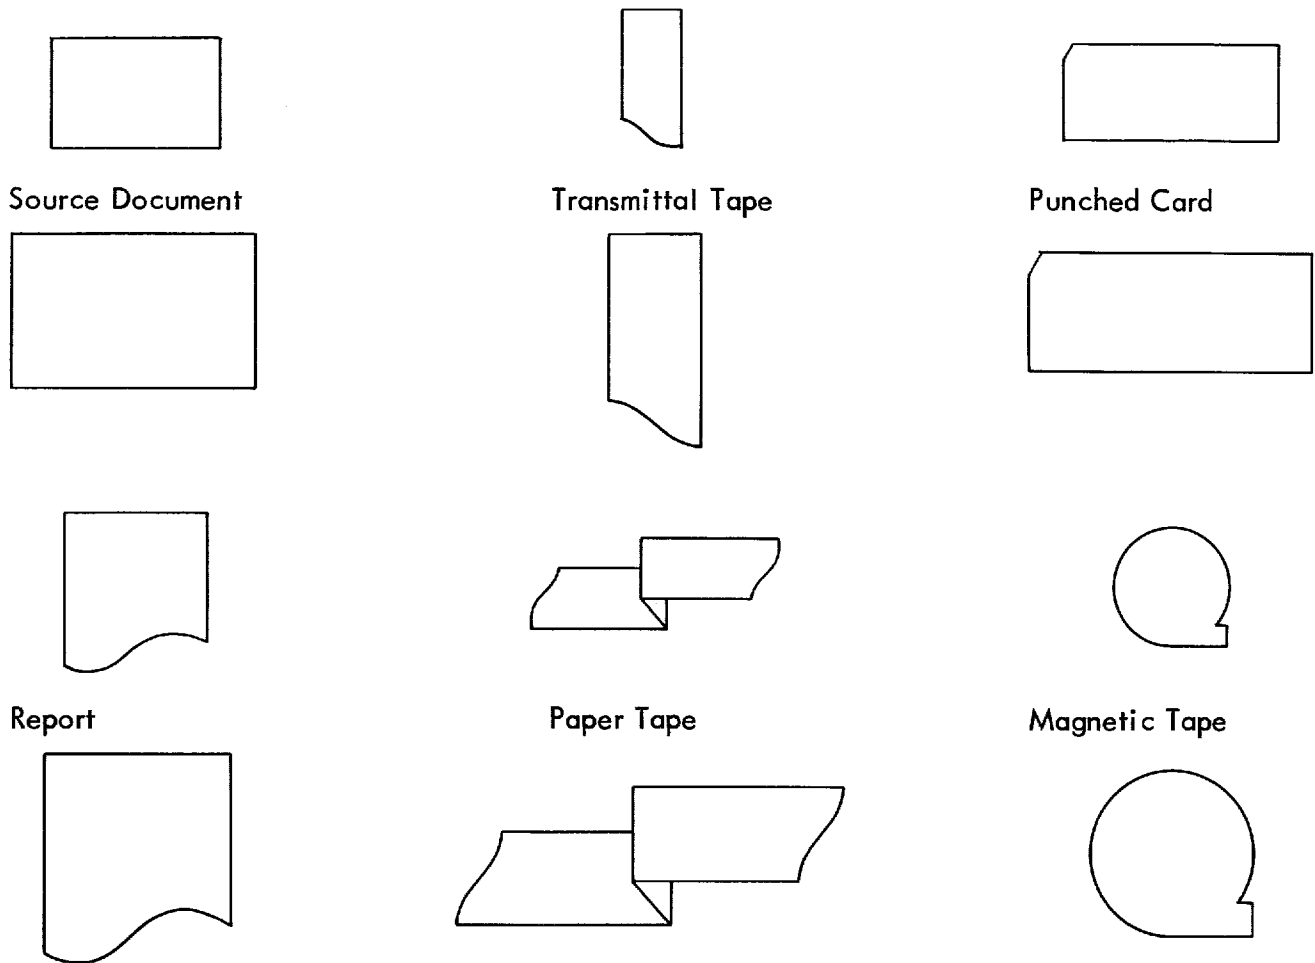 Source Document
Transmittal Tape
Punched Card
Report
Paper Tape
Magnetic Tape